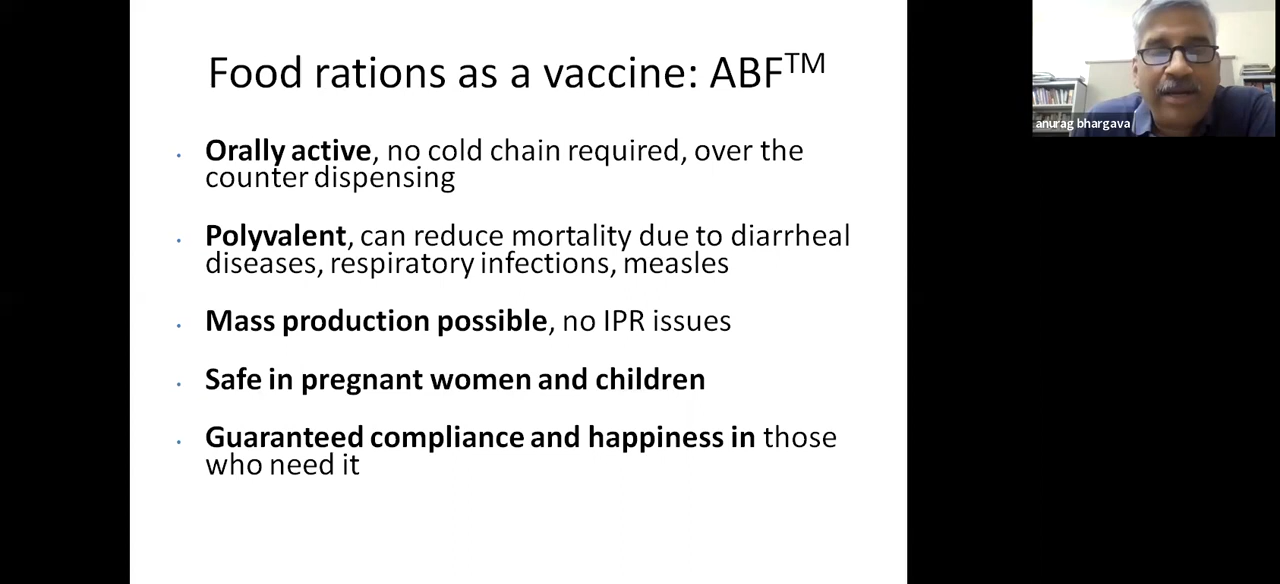 Food rations as a vaccine: ABF™
• Orally active, no cold chain required, over the
counter dispensing
• Polyvalent, can reduce mortality due to diarrheal
diseases, respiratory infections, measles
• Mass production possible, no IPR issues
• Safe in pregnant women and children
• Guaranteed compliance and happiness in those
who need it
anurag bhargava